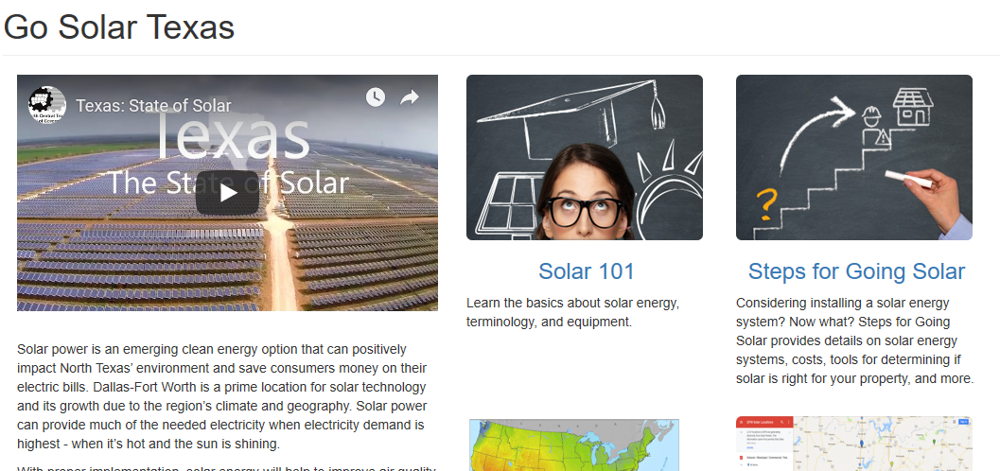 Go Solar Texas
Texas: State of Solar
Texas
The State of Solar
Solar power is an emerging clean energy option that can positively
impact North Texas’ environment and save consumers money on their
electric bills. Dallas-Fort Worth is a prime location for solar technology
and its growth due to the region’s climate and geography. Solar power
can provide much of the needed electricity when electricity demand is
highest - when it’s hot and the sun is shining.
With proper implementation, solar energy will help to improve air quality
Solar 101
Learn the basics about solar energy,
terminology, and equipment.
Steps for Going Solar
Considering installing a solar energy
system? Now what? Steps for Going
Solar provides details on solar energy
systems, costs, tools for determining if
solar is right for your property, and more.
?